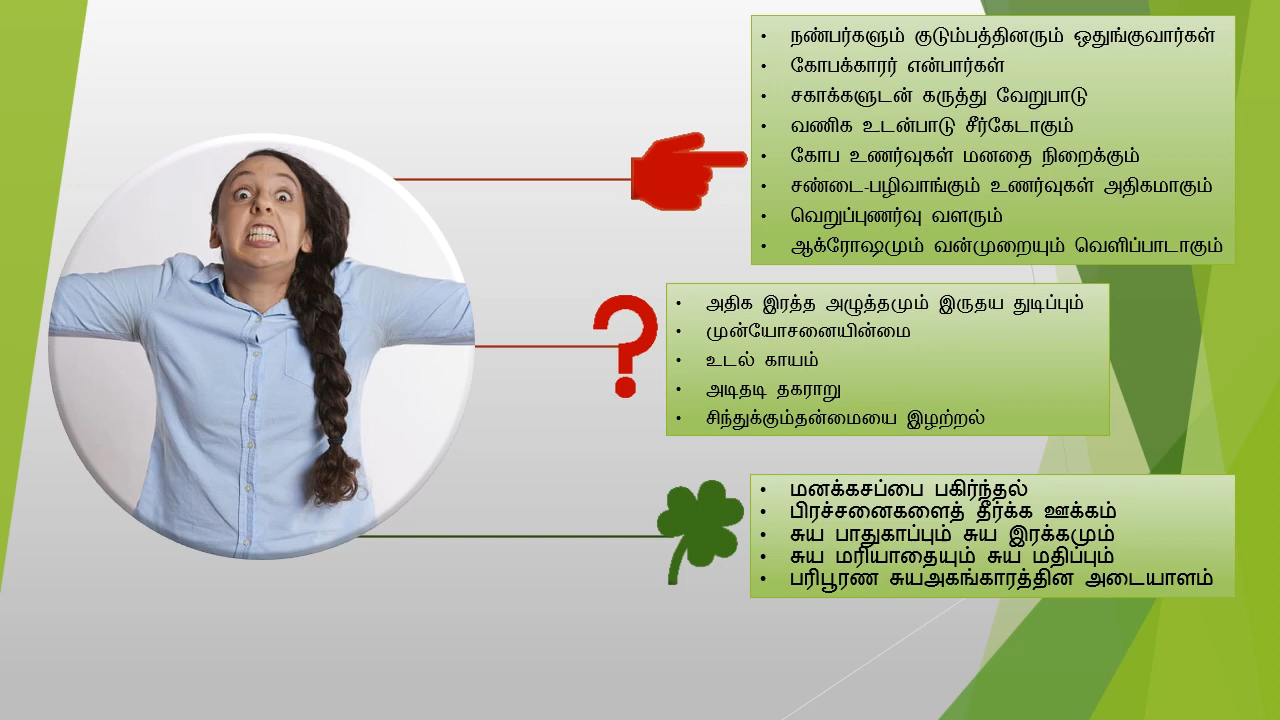 • நண்பர்களும் குடும்பத்தினரும் ஒதுங்குவார்கள்
• கோபக்காரர் என்பார்கள்
• சகாக்களுடன் கருத்து வேறுபாடு
• வணிக உடன்பாடு சீர்கேடாகும்
• கோப உணர்வுகள் மனதை நிறைக்கும்
• சண்டை-பழிவாங்கும் உணர்வுகள் அதிகமாகும்
• வெறுப்புணர்வு வளரும்
• ஆக்ரோஷமும் வன்முறையும் வெளிப்பாடாகும்
• அதிக இரத்த அழுத்தமும் இருதய துடிப்பும்
• முன்யோசனையின்மை
• உடல் காயம்
• அடிதடி தகராறு
• சிந்துக்கும்தன்மையை இழற்றல்
• மனக்கசப்பை பகிர்ந்தல்
• பிரச்சனைகளைத் தீர்க்க ஊக்கம்
• சுய பாதுகாப்பும் சுய இரக்கமும்
• சுய மரியாதையும் சுய மதிப்பும்
• பரிபூரண சுயஅகங்காரத்தின அடையாளம்